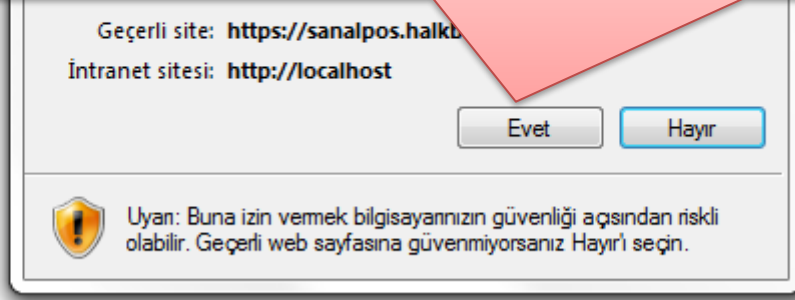 Geçerli site: https://sanalpos.halkb
İntranet sitesi: http://localhost
Evet
Hayır
Uyarı: Buna izin vermek bilgisayarınızın güvenliği açısından riskli
olabilir. Geçerli web sayfasına güvenmiyorsanız Hayır'ı seçin.